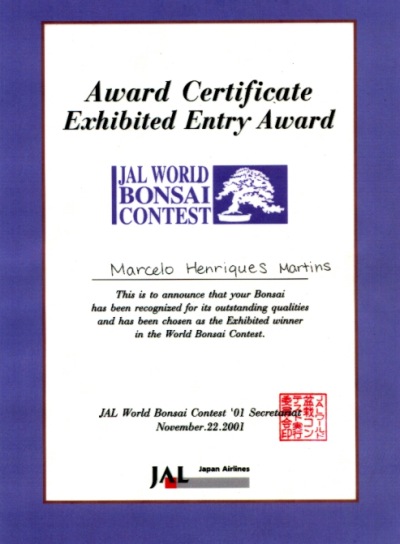 Award Certificate
Exhibited Entry Award
JAL WORLD
BONSAI
CONTEST
Marcelo Henriques Martins
This is to announce that your Bonsai
has been recognized for its outstanding qualities
and has been chosen as the Exhibited winner
in the World Bonsai Contest.
JAL World Bonsai Contest '01 Secretariat
November.22.2001
JAL Japan Airlines